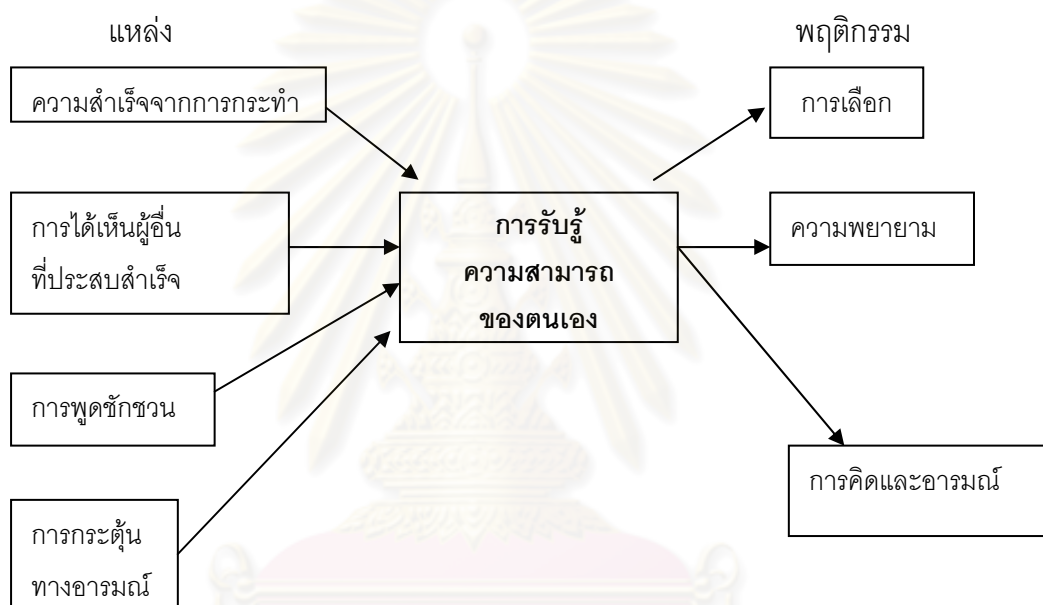 แหล่ง
พฤติกรรม
ความสำเร็จจากการกระทำ
การเลือก
การได้เห็นผู้อื่น
ที่ประสบสำเร็จ
การรับรู้
ความสามารถ
ของตนเอง
ความพยายาม
การพูดชักชวน
การคิดและอารมณ์
การกระตุ้น
ทางอารมณ์